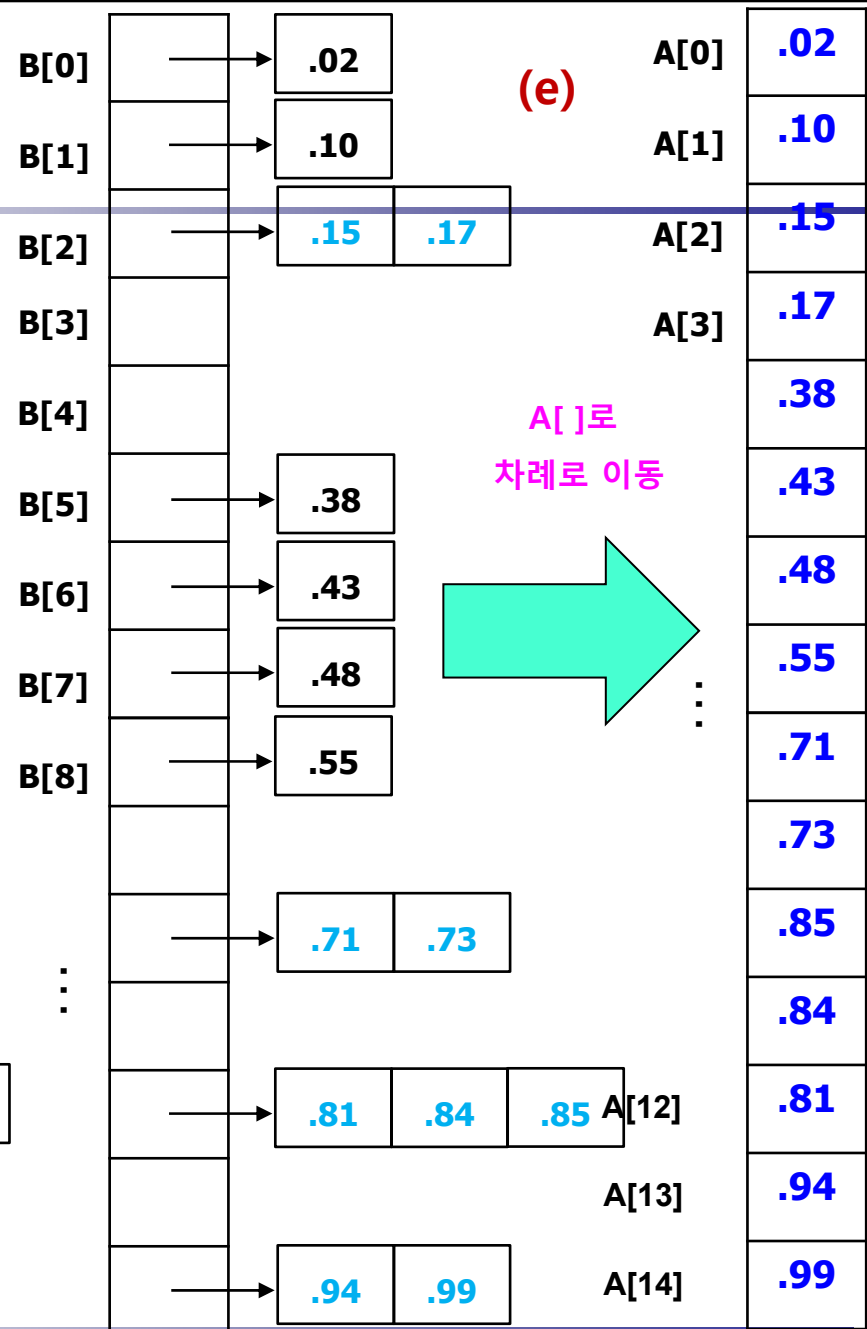 (e)
B[0] .02
B[1] .10
B[2] .15 .17
B[3]
B[4]
B[5] .38
B[6] .43
B[7] .48
B[8] .55
⋮
.71 .73
.81 .84 .85
.94 .99
A[ ]로
차례로 이동
A[0] .02
A[1] .10
A[2] .15
A[3] .17
.38
.43
.48
⋮
.55
.71
.73
.85
.84
A[12] .81
A[13] .94
A[14] .99